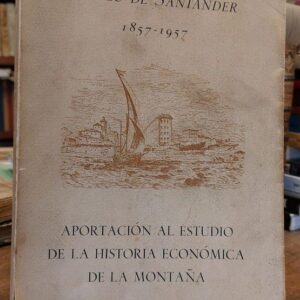 DE SANTANDER
1857-1957
APORTACIÓN AL ESTUDIO
DE LA HISTORIA ECONÓMICA
DE LA MONTAÑA